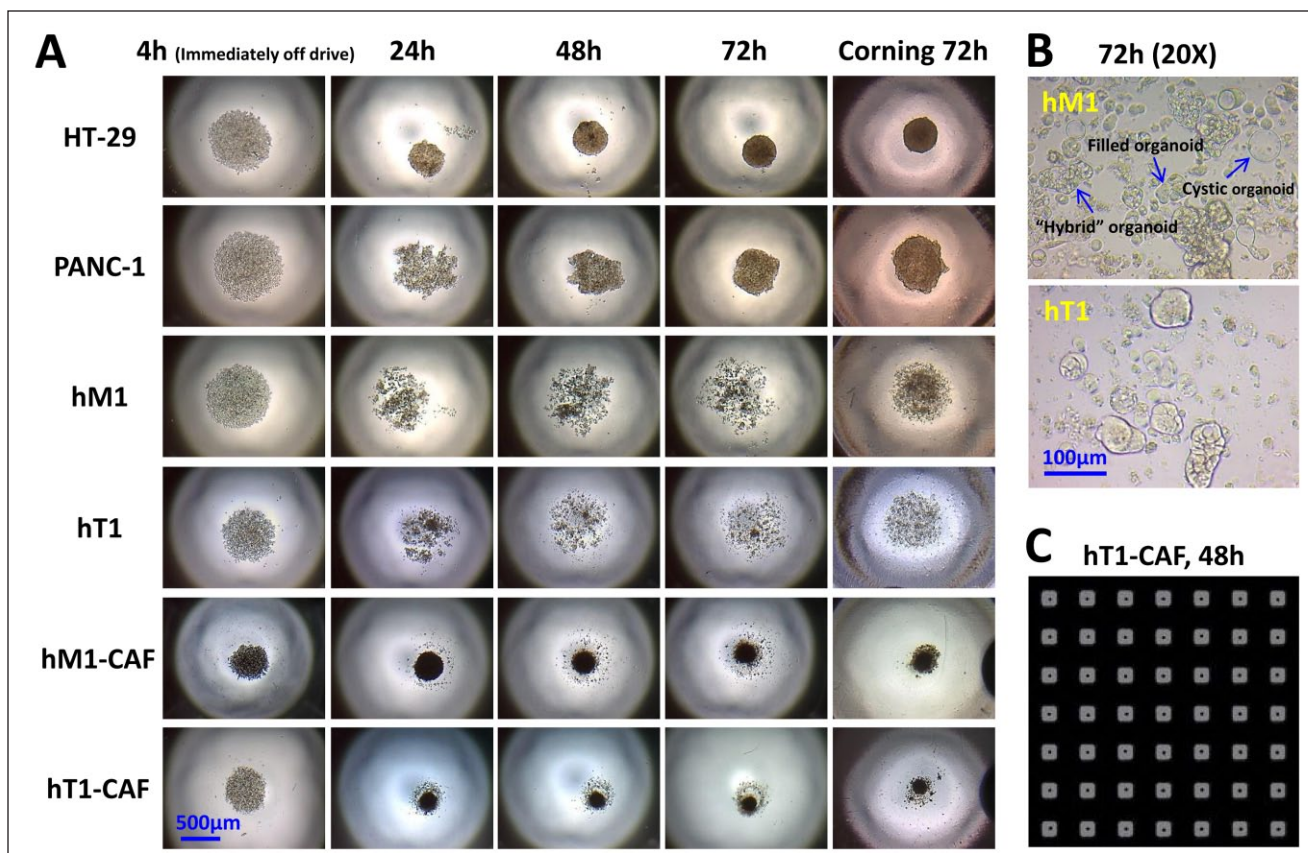 A
4h (Immediately off drive) 24h 48h 72h Corning 72h
HT-29
PANC-1
hM1
hT1
hM1-CAF
hT1-CAF
500µm
B
72h (20X)
hM1
Filled organoid
Cystic organoid
“Hybrid” organoid
hT1
100µm
C
hT1-CAF, 48h